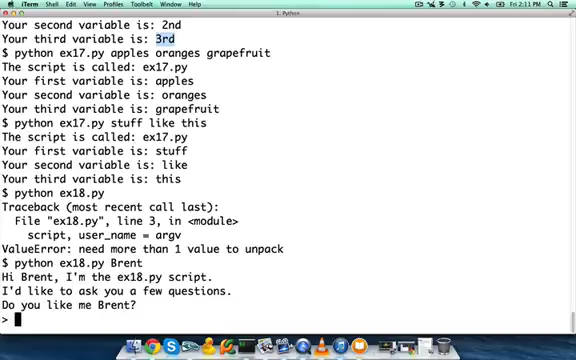 iTerm Shell Edit View Profiles Toolbelt Window Help Fri 2:11 PM
1. Python
Your second variable is: 2nd
Your third variable is: 3rd
$ python ex17.py apples oranges grapefruit
The script is called: ex17.py
Your first variable is: apples
Your second variable is: oranges
Your third variable is: grapefruit
$ python ex17.py stuff like this
The script is called: ex17.py
Your first variable is: stuff
Your second variable is: like
Your third variable is: this
$ python ex18.py
Traceback (most recent call last):
File "ex18.py", line 3, in <module>
script, user_name = argv
ValueError: need more than 1 value to unpack
$ python ex18.py Brent
Hi Brent, I'm the ex18.py script.
I'd like to ask you a few questions.
Do you like me Brent?
>